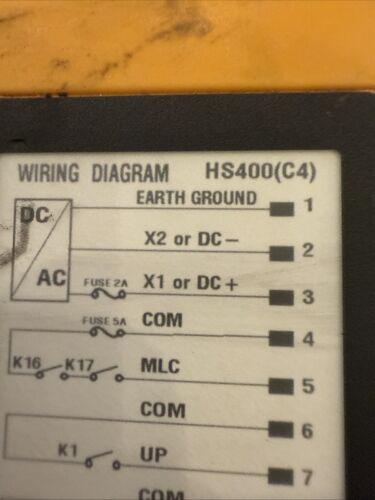 WIRING DIAGRAM HS400(C4)
EARTH GROUND 1
DC
X2 or DC- 2
AC FUSE 2A X1 or DC+ 3
FUSE 5A COM 4
K16 K17 MLC 5
COM 6
K1 UP 7
COM